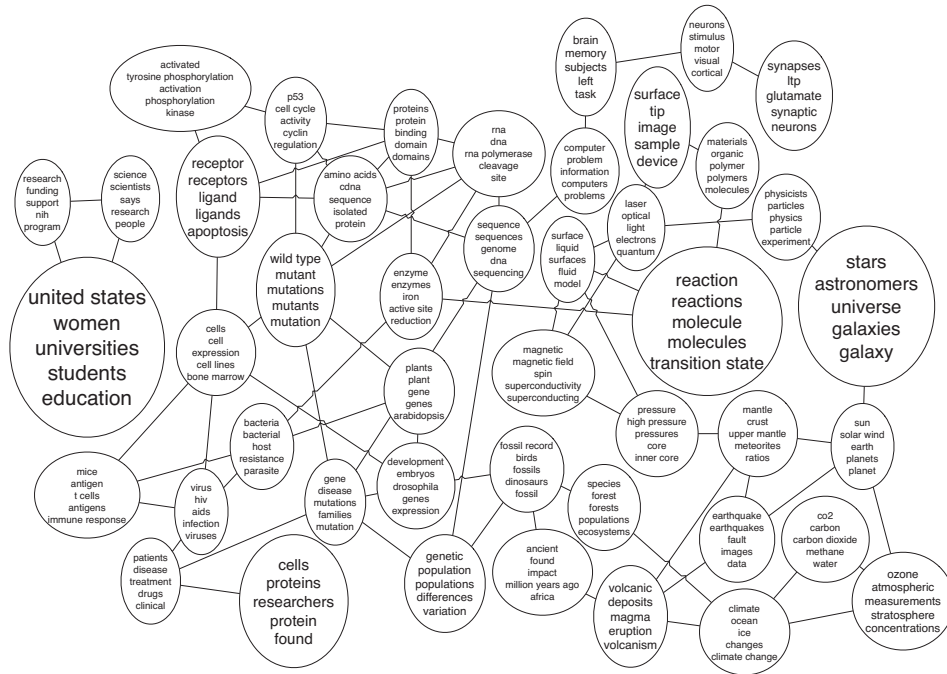 activated
tyrosine phosphorylation
activation
phosphorylation
kinase
p53
cell cycle
activity
cyclin
regulation
proteins
protein
binding
domain
domains
rna
dna
rna polymerase
cleavage
site
brain
memory
subjects
left
task
neurons
stimulus
motor
visual
cortical
synapses
ltp
glutamate
synaptic
neurons
surface
tip
image
sample
device
materials
organic
polymer
polymers
molecules
computer
problem
information
computers
problems
research
funding
support
nih
program
science
scientists
says
research
people
receptor
receptors
ligand
ligands
apoptosis
amino acids
cdna
sequence
isolated
protein
sequence
sequences
genome
dna
sequencing
laser
optical
light
electrons
quantum
physicists
particles
physics
particle
experiment
surface
liquid
surfaces
fluid
model
wild type
mutant
mutations
mutants
mutation
enzyme
enzymes
iron
active site
reduction
reaction
reactions
molecule
molecules
transition state
stars
astronomers
universe
galaxies
galaxy
united states
women
universities
students
education
cells
cell
expression
cell lines
bone marrow
magnetic
magnetic field
spin
superconductivity
superconducting
plants
plant
gene
genes
arabidopsis
pressure
high pressure
pressures
core
inner core
mantle
crust
upper mantle
meteorites
ratios
sun
solar wind
earth
planets
planet
bacteria
bacterial
host
resistance
parasite
mice
antigen
t cells
antigens
immune response
virus
hiv
aids
infection
viruses
gene
disease
mutations
families
mutation
development
embryos
drosophila
genes
expression
fossil record
birds
fossils
dinosaurs
fossil
species
forest
forests
populations
ecosystems
earthquake
earthquakes
fault
images
data
co2
carbon
carbon dioxide
methane
water
patients
disease
treatment
drugs
clinical
cells
proteins
researchers
protein
found
genetic
population
populations
differences
variation
ancient
found
impact
million years ago
africa
volcanic
deposits
magma
eruption
volcanism
climate
ocean
ice
changes
climate change
ozone
atmospheric
measurements
stratosphere
concentrations